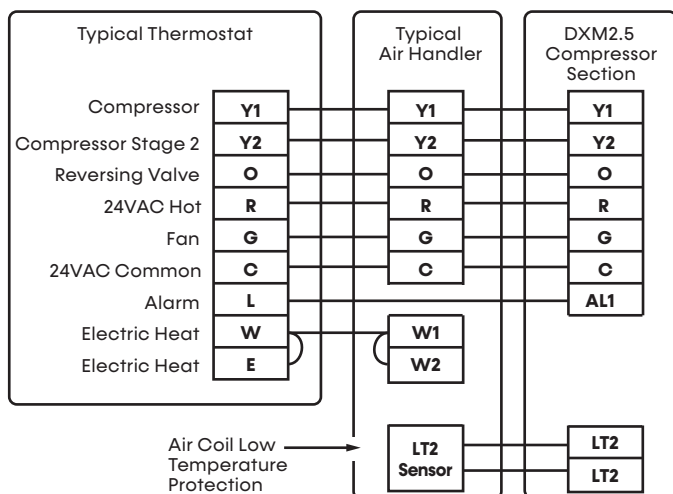 Typical Thermostat
Typical
Air Handler
DXM2.5
Compressor
Section
Compressor Y1 Y1 Y1
Compressor Stage 2 Y2 Y2 Y2
Reversing Valve O O O
24VAC Hot R R R
Fan G G G
24VAC Common C C C
Alarm L AL1
Electric Heat W W1
Electric Heat E W2
Air Coil Low
Temperature
Protection
LT2
Sensor
LT2
LT2